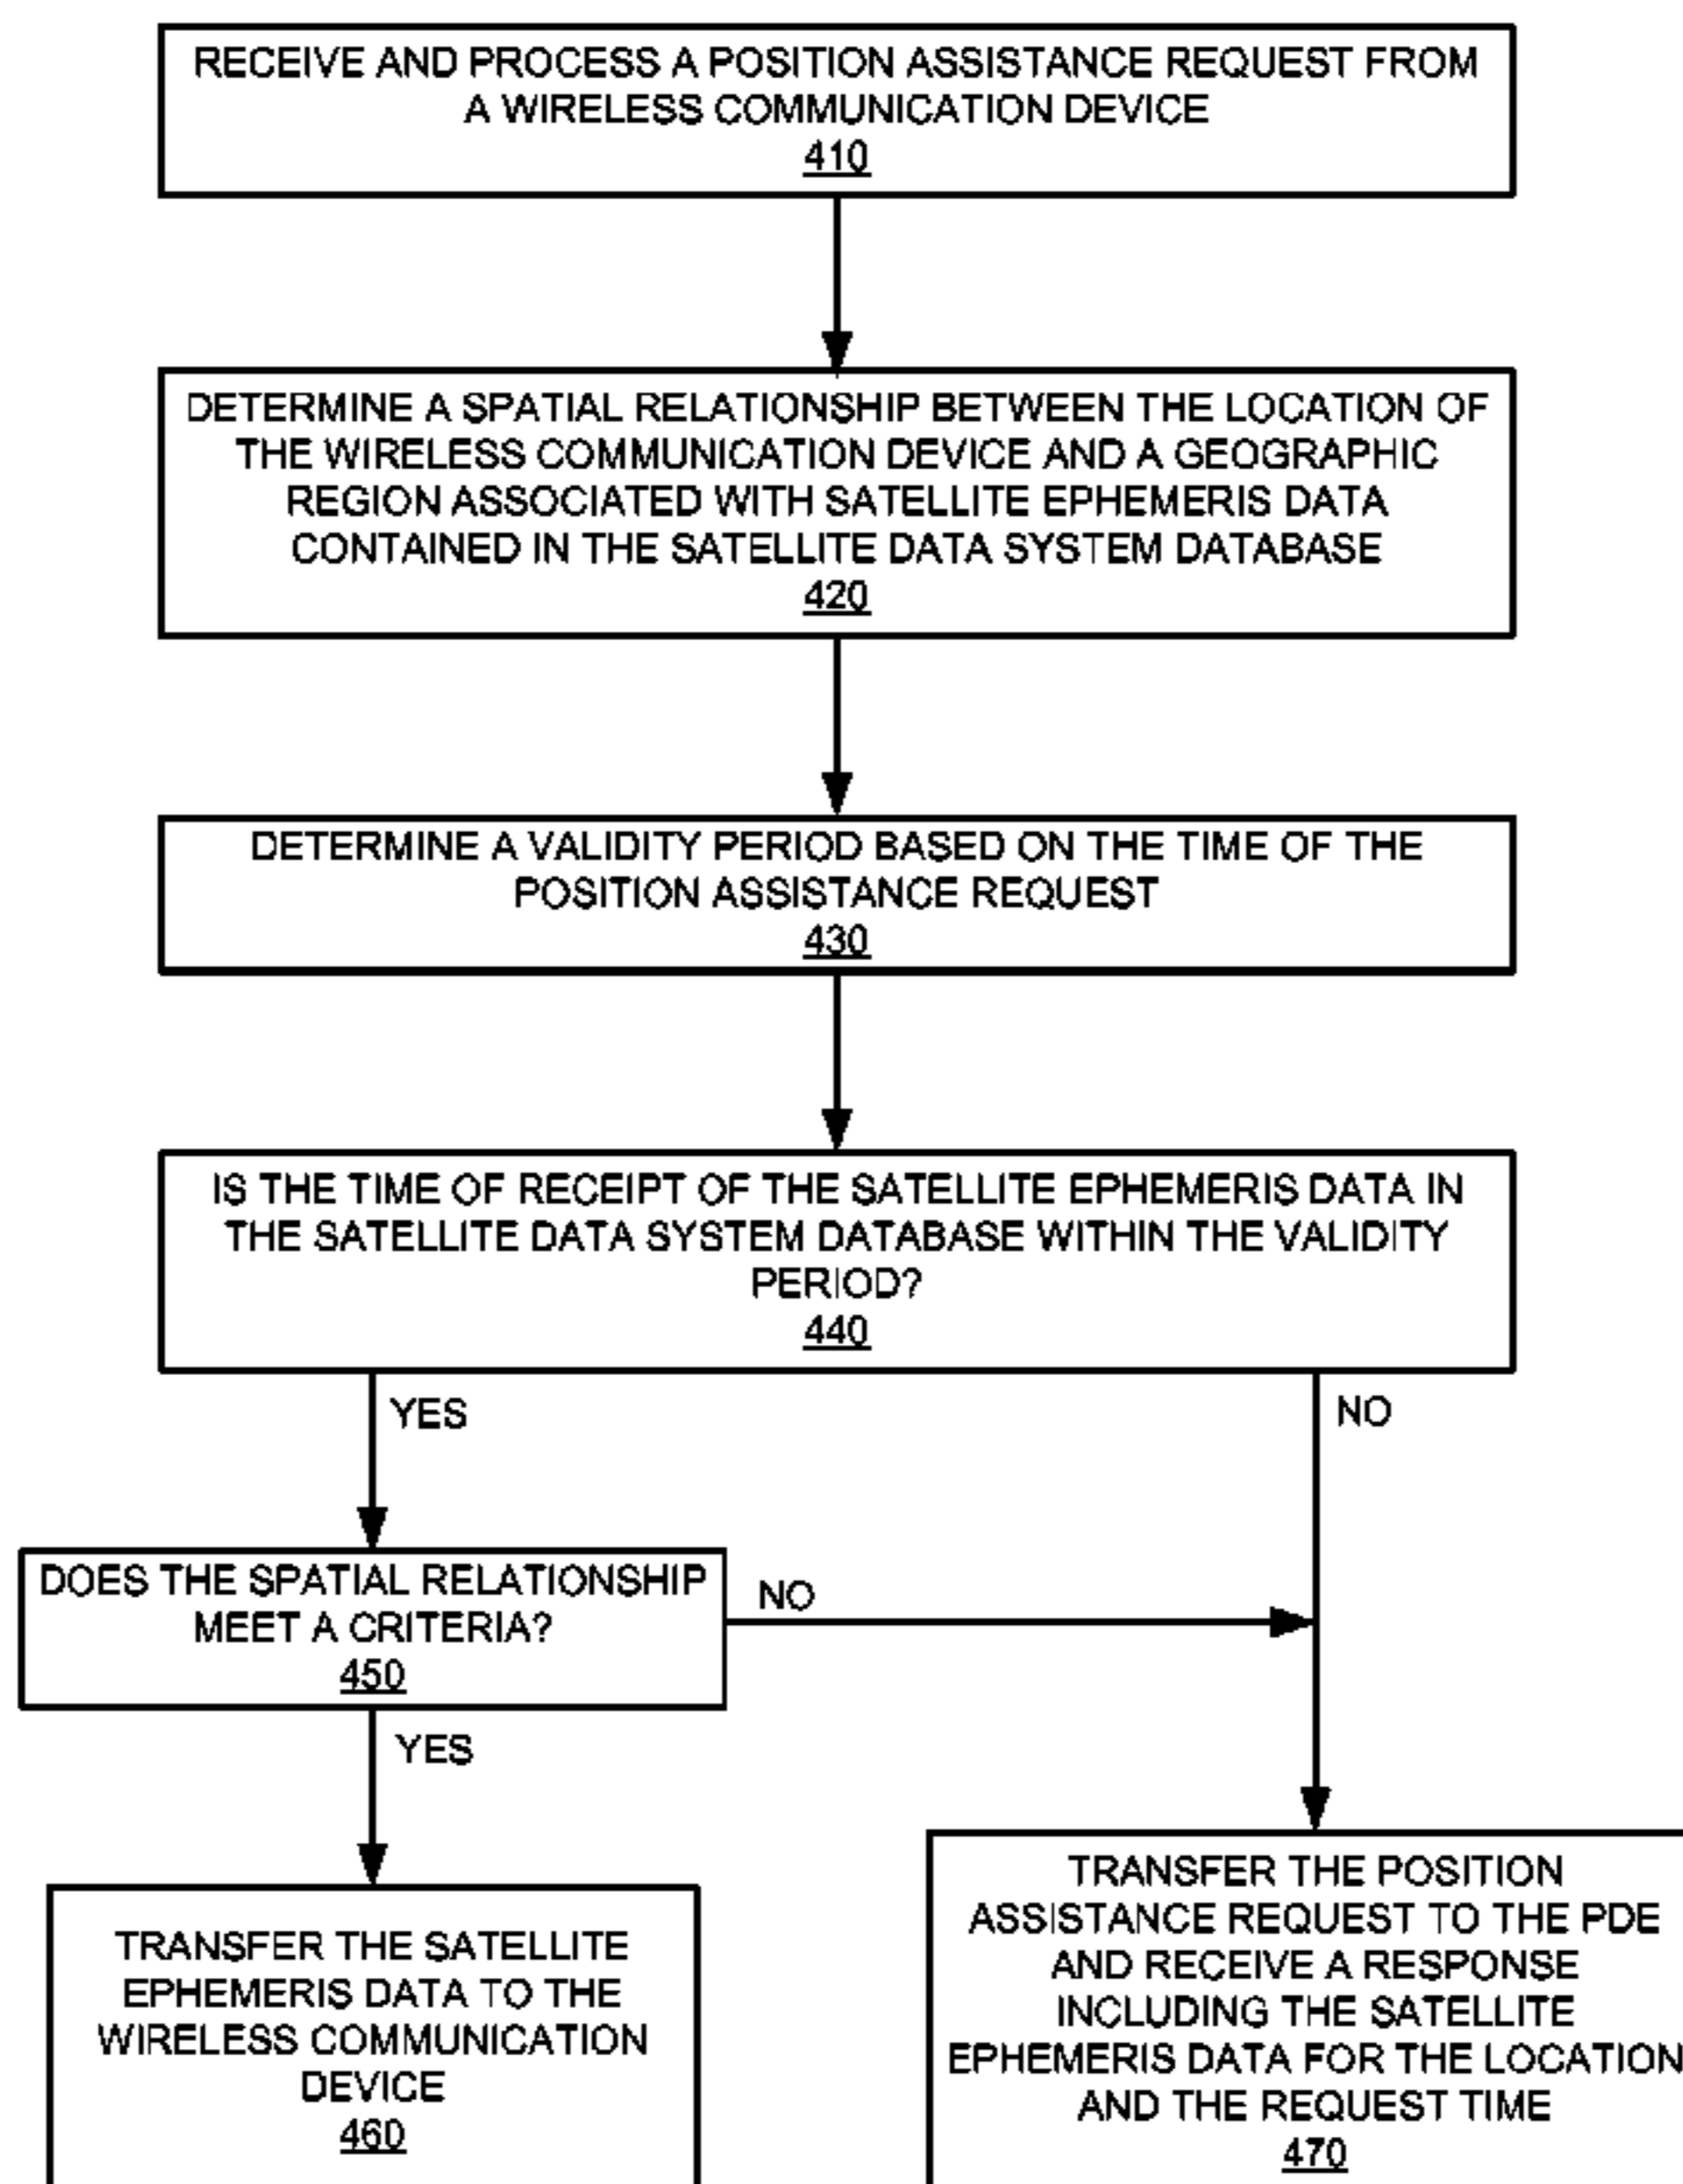 RECEIVE AND PROCESS A POSITION ASSISTANCE REQUEST FROM
A WIRELESS COMMUNICATION DEVICE
410
DETERMINE A SPATIAL RELATIONSHIP BETWEEN THE LOCATION OF
THE WIRELESS COMMUNICATION DEVICE AND A GEOGRAPHIC
REGION ASSOCIATED WITH SATELLITE EPHEMERIS DATA
CONTAINED IN THE SATELLITE DATA SYSTEM DATABASE
420
DETERMINE A VALIDITY PERIOD BASED ON THE TIME OF THE
POSITION ASSISTANCE REQUEST
430
IS THE TIME OF RECEIPT OF THE SATELLITE EPHEMERIS DATA IN
THE SATELLITE DATA SYSTEM DATABASE WITHIN THE VALIDITY
PERIOD?
440
YES
NO
DOES THE SPATIAL RELATIONSHIP
MEET A CRITERIA?
450
NO
YES
TRANSFER THE SATELLITE
EPHEMERIS DATA TO THE
WIRELESS COMMUNICATION
DEVICE
460
TRANSFER THE POSITION
ASSISTANCE REQUEST TO THE PDE
AND RECEIVE A RESPONSE
INCLUDING THE SATELLITE
EPHEMERIS DATA FOR THE LOCATION
AND THE REQUEST TIME
470